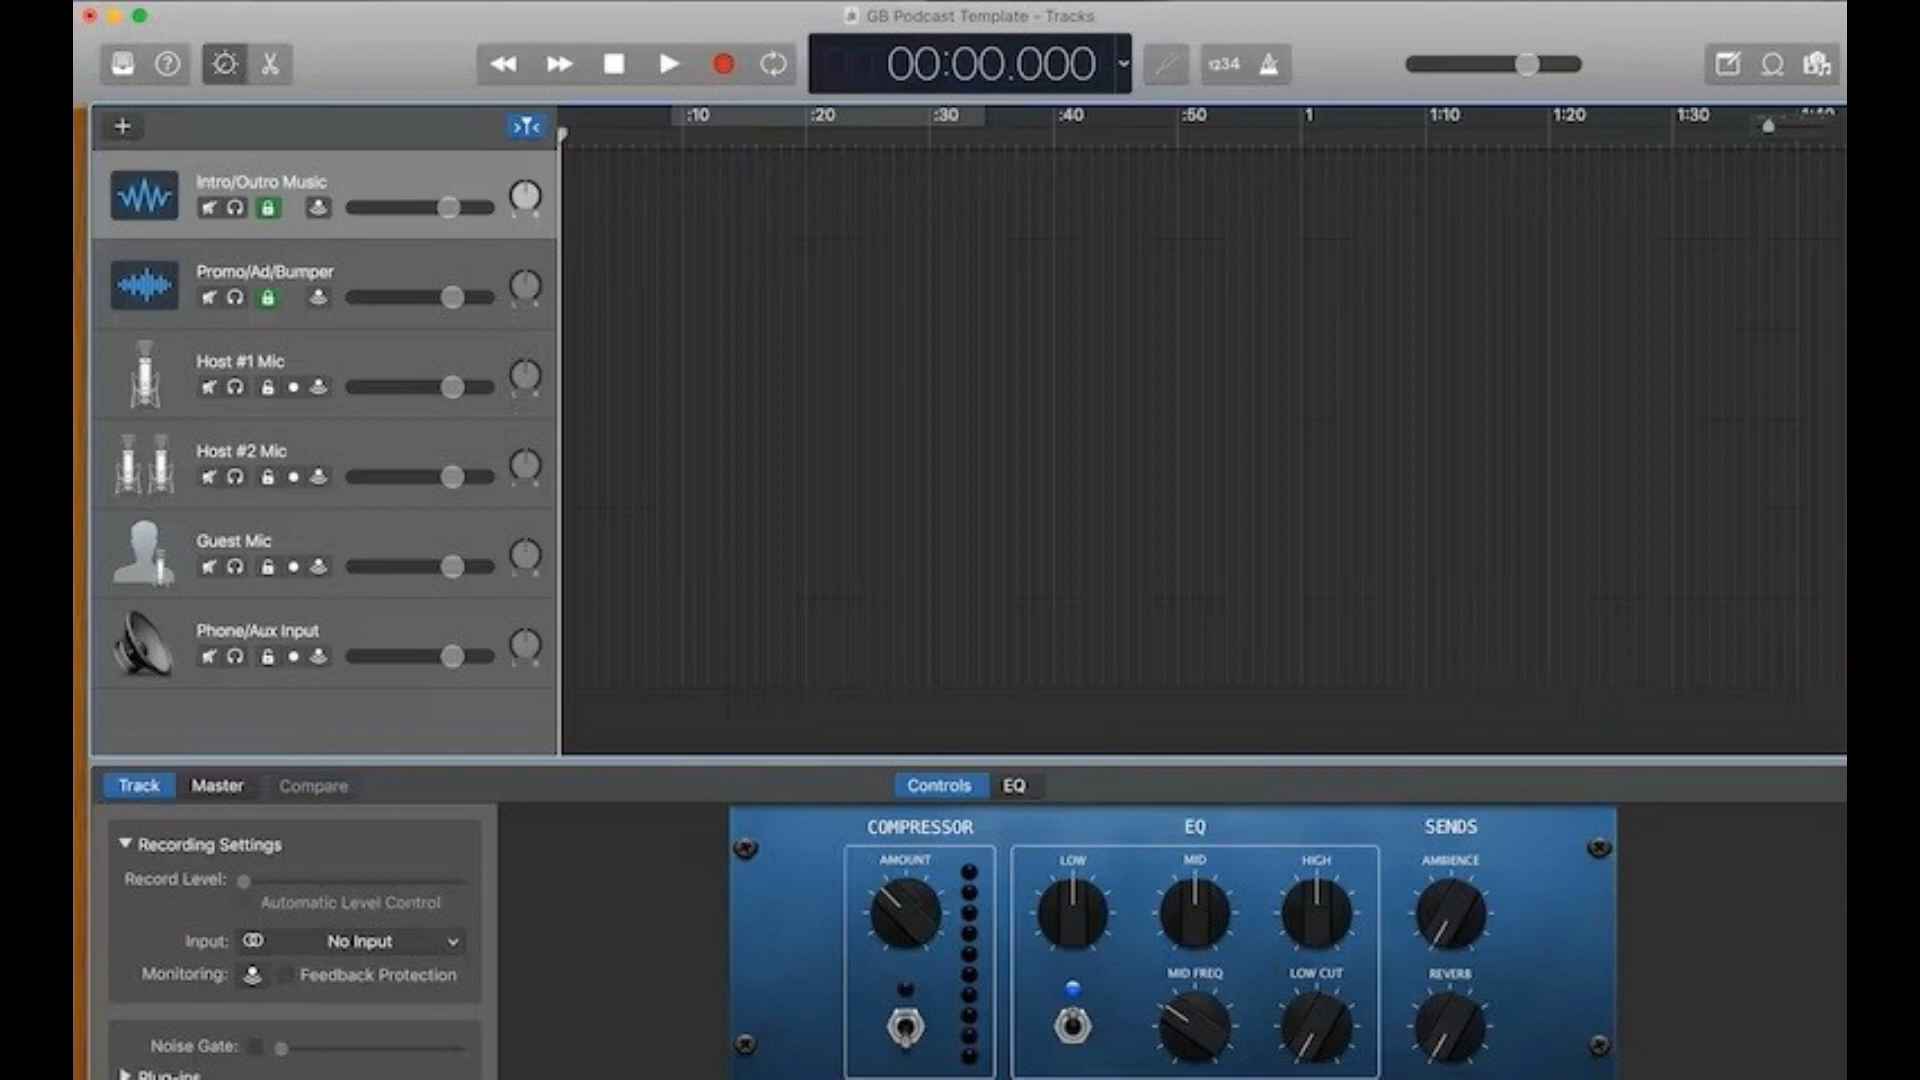 GB Podcast Template - Tracks
00:00.000
1234
:10 :20 :30 :40 :50 1 1:10 1:20 1:30
Intro/Outro Music
Promo/Ad/Bumper
Host #1 Mic
Host #2 Mic
Guest Mic
Phone/Aux Input
Track Master Compare Controls EQ
COMPRESSOR EQ SENDS
Recording Settings
AMOUNT LOW MID HIGH AMBIENCE
Record Level:
Automatic Level Control
Input: No Input
Monitoring: Feedback Protection
MID FREQ LOW CUT REVERB
Noise Gate:
Plug-ins